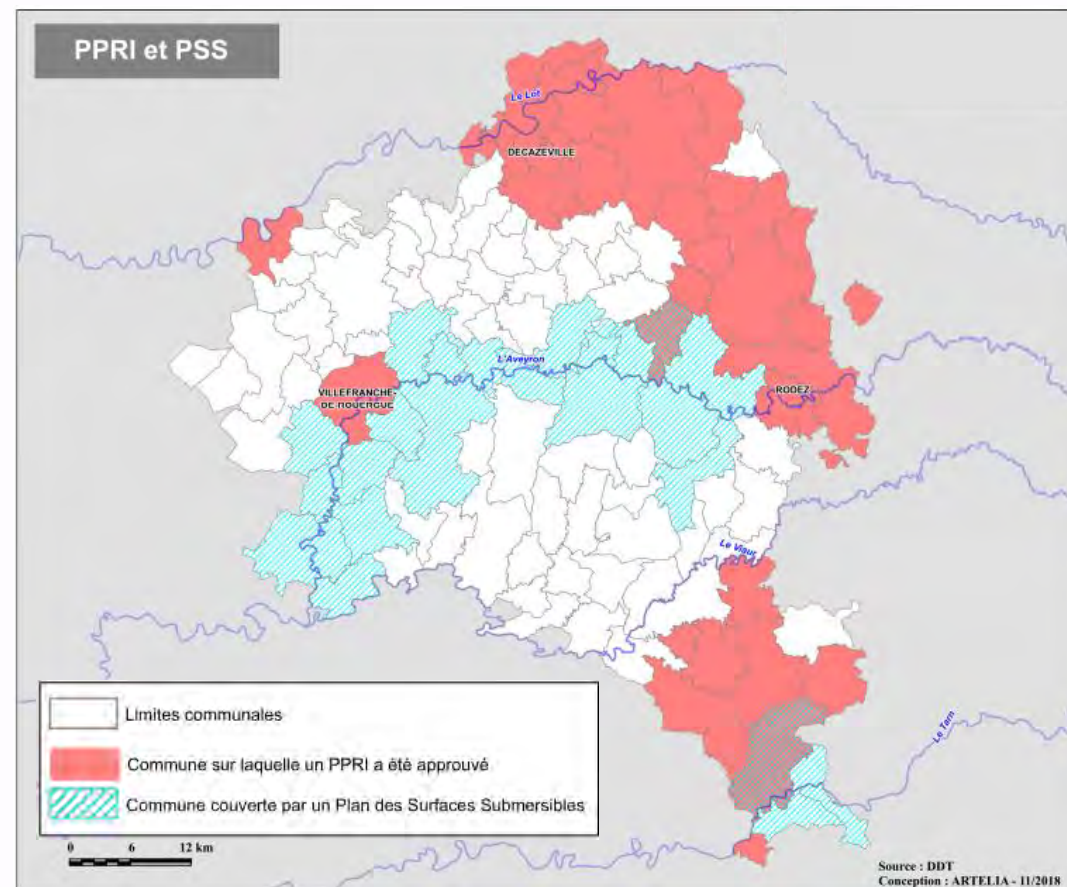 PPRI et PSS
Le Lot
DECAZEVILLE
L'Aveyron
VILLEFRANCHE-
DE-ROUERGUE
RODEZ
Le Viaur
Le Tarn
Limites communales
Commune sur laquelle un PPRI a été approuvé
Commune couverte par un Plan des Surfaces Submersibles
0 6 12 km
Source : DDT
Conception : ARTELIA - 11/2018